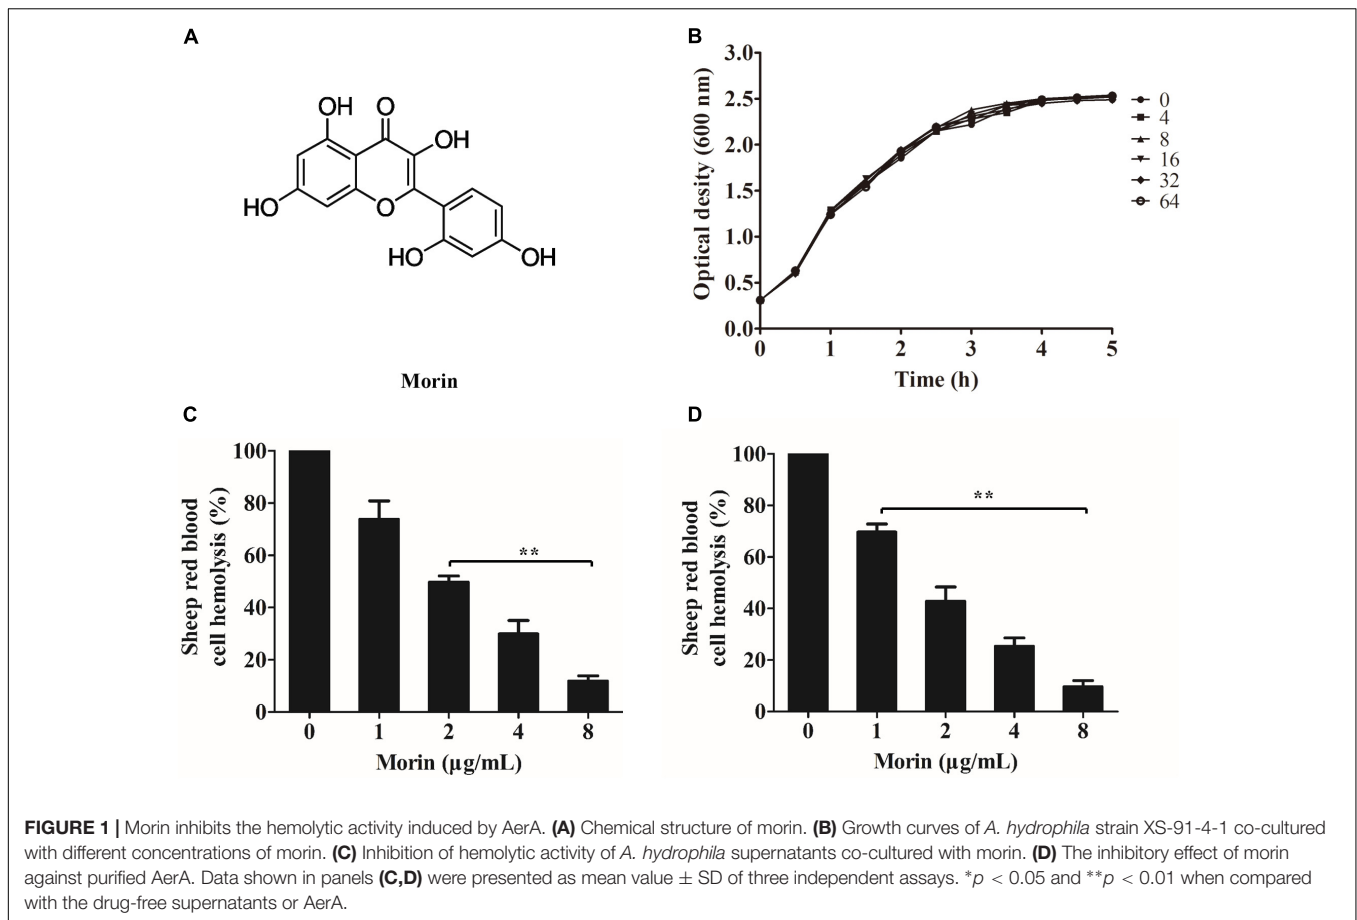 A
OH
O
OH
HO
O
HO
OH
Morin
B
Optical desity (600 nm)
3.0
2.5
2.0
1.5
1.0
0.5
0.0
0 1 2 3 4 5
Time (h)
0
4
8
16
32
64
C
Sheep red blood
cell hemolysis (%)
100
80
60
40
20
0
**
0 1 2 4 8
Morin (µg/mL)
D
Sheep red blood
cell hemolysis (%)
100
80
60
40
20
0
**
0 1 2 4 8
Morin (µg/mL)
FIGURE 1 | Morin inhibits the hemolytic activity induced by AerA. (A) Chemical structure of morin. (B) Growth curves of A. hydrophila strain XS-91-4-1 co-cultured
with different concentrations of morin. (C) Inhibition of hemolytic activity of A. hydrophila supernatants co-cultured with morin. (D) The inhibitory effect of morin
against purified AerA. Data shown in panels (C,D) were presented as mean value ± SD of three independent assays. *p < 0.05 and **p < 0.01 when compared
with the drug-free supernatants or AerA.